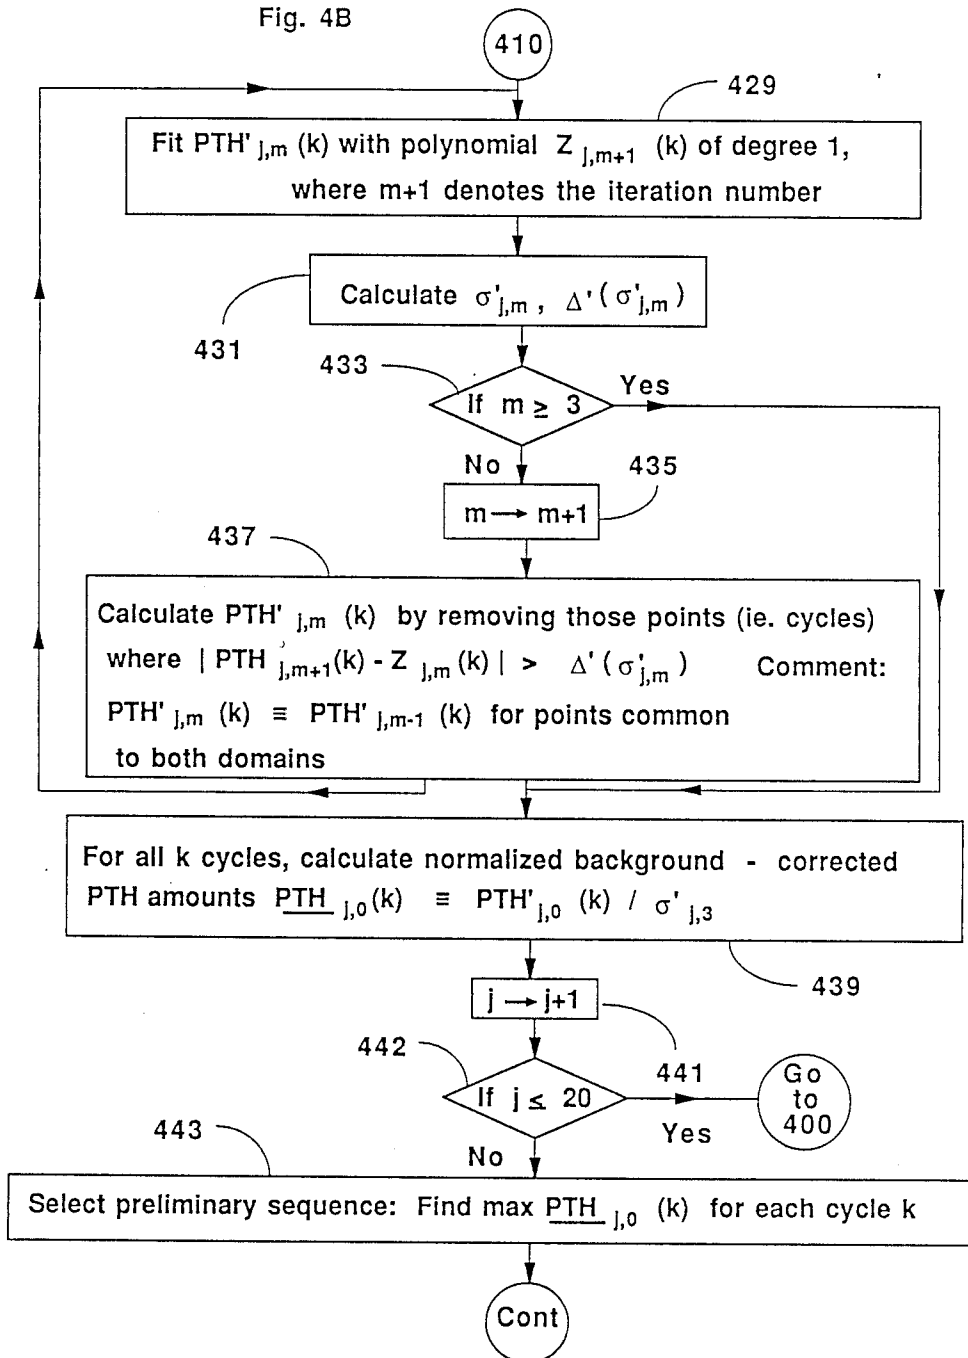 Fig. 4B
410
429
Fit PTH' j,m (k) with polynomial Z j,m+1 (k) of degree 1,
where m+1 denotes the iteration number
Calculate σ'j,m , Δ'(σ'j,m)
431
433
If m ≥ 3
Yes
No
435
m → m+1
437
Calculate PTH' j,m (k) by removing those points (ie. cycles)
where | PTH j,m+1(k) - Z j,m(k) | > Δ'(σ'j,m) Comment:
PTH' j,m (k) ≡ PTH' j,m-1 (k) for points common
to both domains
For all k cycles, calculate normalized background - corrected
PTH amounts PTH j,0(k) ≡ PTH'j,0 (k) / σ' j,3
439
j → j+1
441
442
If j ≤ 20
Yes
Go
to
400
443
No
Select preliminary sequence: Find max PTH j,0 (k) for each cycle k
Cont